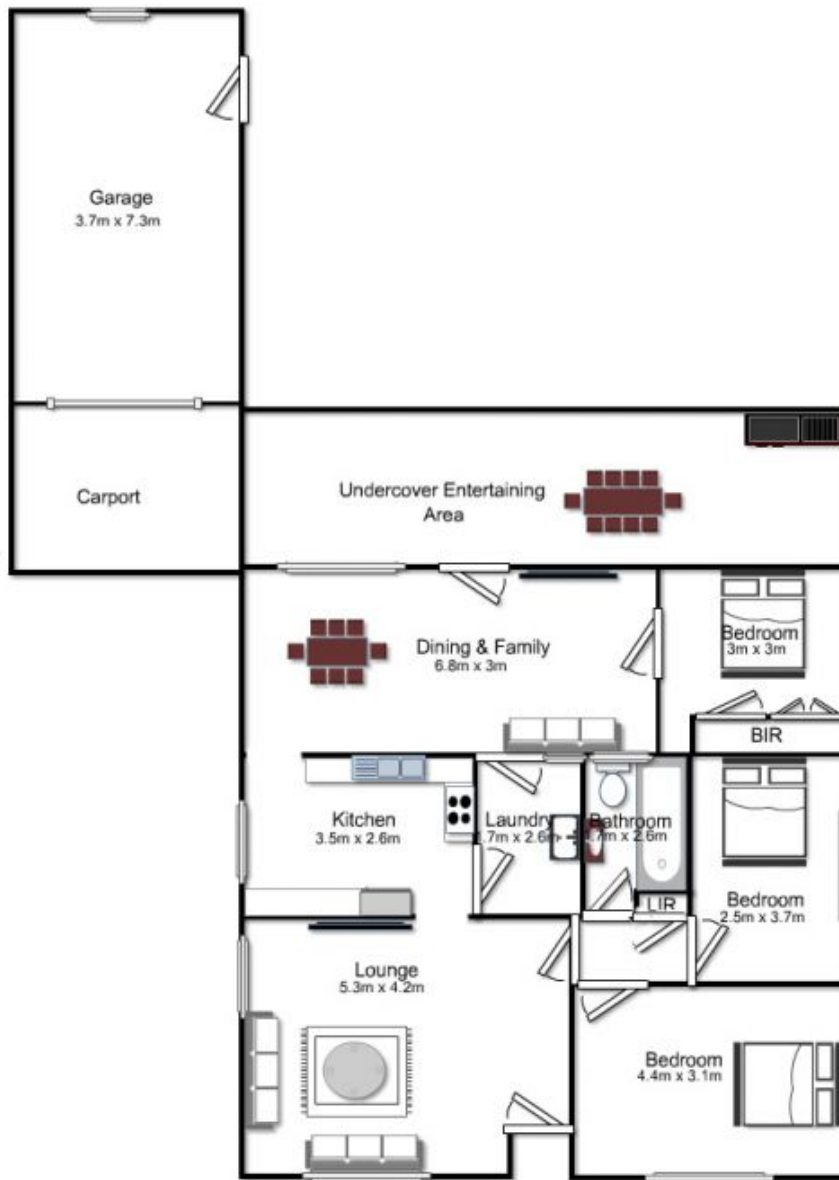 Garage
3.7m x 7.3m
Carport
Undercover Entertaining
Area
Dining & Family
6.8m x 3m
Bedroom
3m x 3m
BIR
Kitchen
3.5m x 2.6m
Laundry
1.7m x 2.6m
Bathroom
1.7m x 2.6m
LIR
Bedroom
2.5m x 3.7m
Lounge
5.3m x 4.2m
Bedroom
4.4m x 3.1m